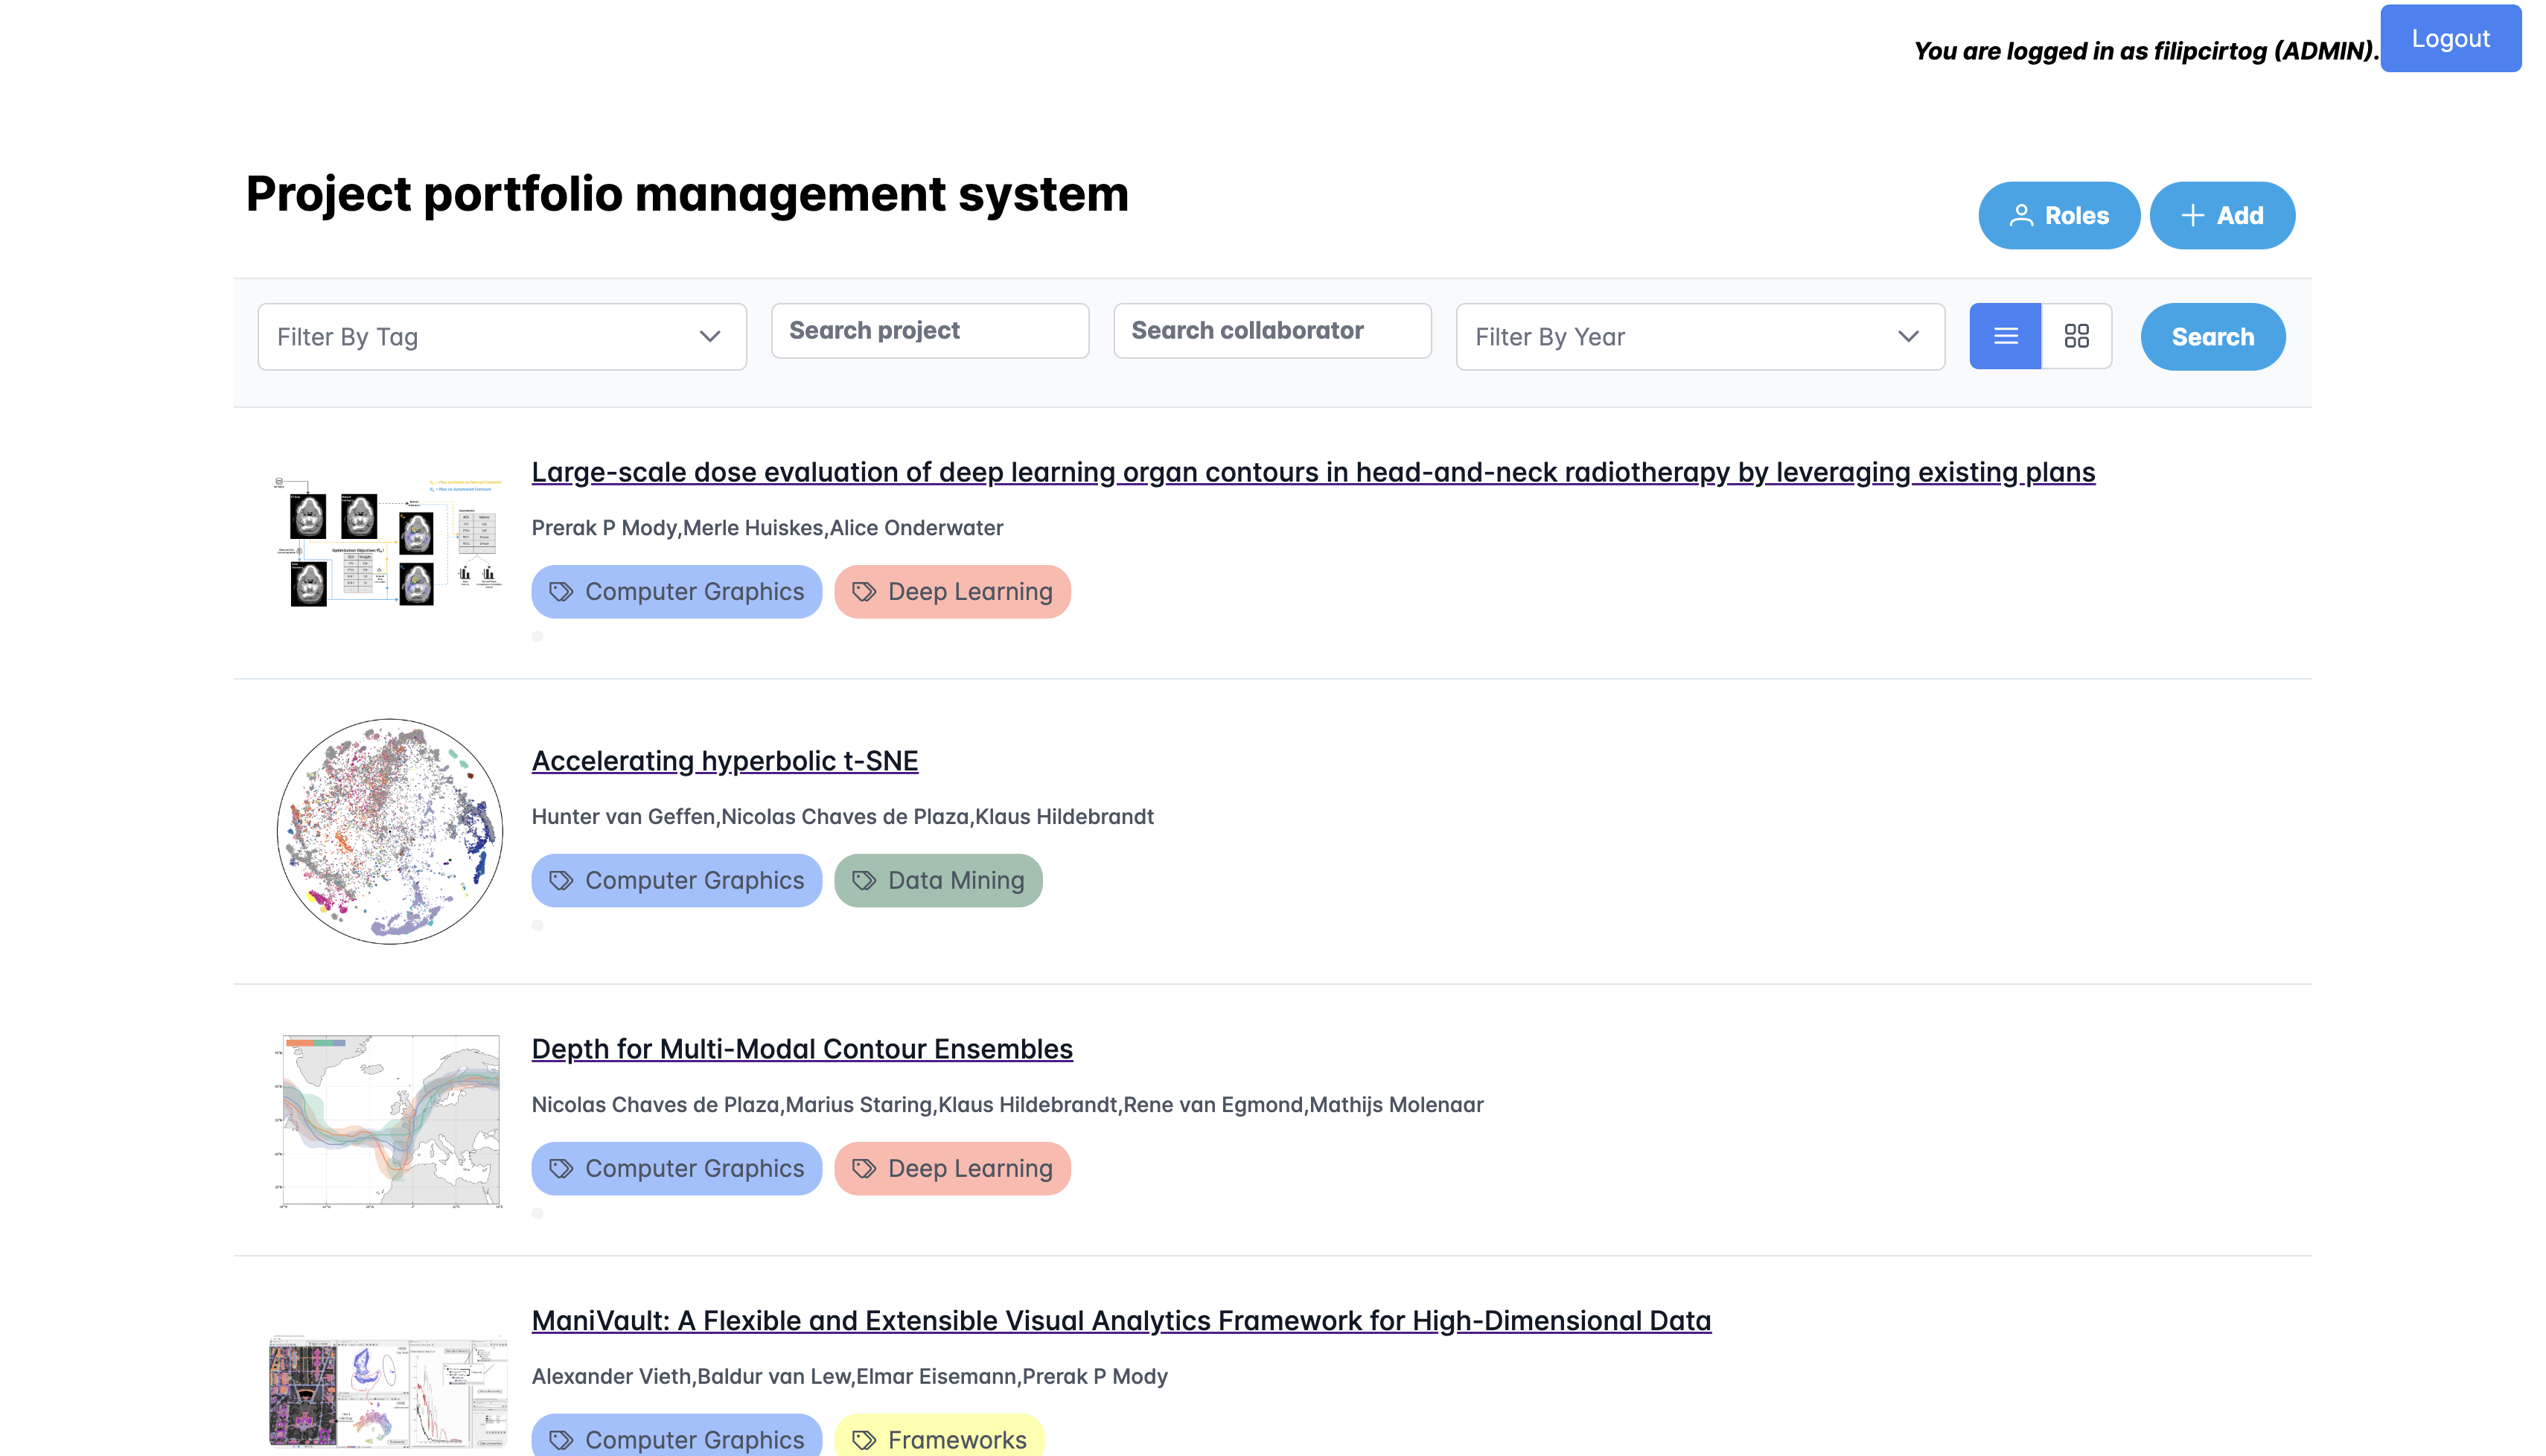 You are logged in as filipcirtog (ADMIN). Logout
Project portfolio management system
Roles Add
Filter By Tag Search project Search collaborator Filter By Year Search
Large-scale dose evaluation of deep learning organ contours in head-and-neck radiotherapy by leveraging existing plans
Prerak P Mody,Merle Huiskes,Alice Onderwater
Computer Graphics Deep Learning
Accelerating hyperbolic t-SNE
Hunter van Geffen,Nicolas Chaves de Plaza,Klaus Hildebrandt
Computer Graphics Data Mining
Depth for Multi-Modal Contour Ensembles
Nicolas Chaves de Plaza,Marius Staring,Klaus Hildebrandt,Rene van Egmond,Mathijs Molenaar
Computer Graphics Deep Learning
ManiVault: A Flexible and Extensible Visual Analytics Framework for High-Dimensional Data
Alexander Vieth,Baldur van Lew,Elmar Eisemann,Prerak P Mody
Computer Graphics Frameworks